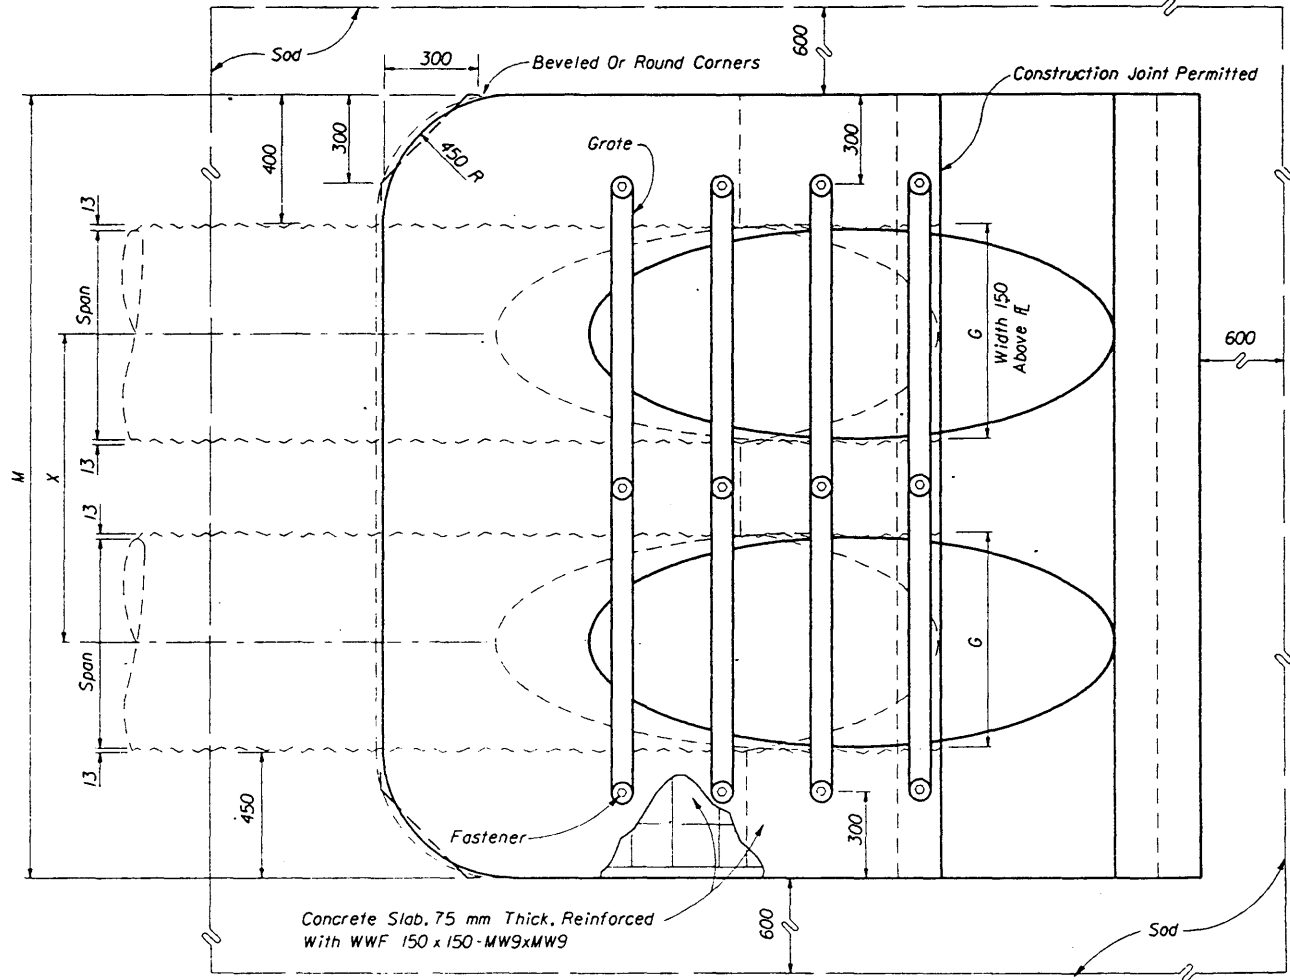 Sod
600
300
Beveled Or Round Corners
Construction Joint Permitted
400
300
450 R
Grate
300
13
Span
G
Width 150
Above FL
600
M
X
13
13
Span
G
13
450
Fastener
300
Concrete Slab, 75 mm Thick, Reinforced
With WWF 150 x 150-MW9xMW9
600
Sod